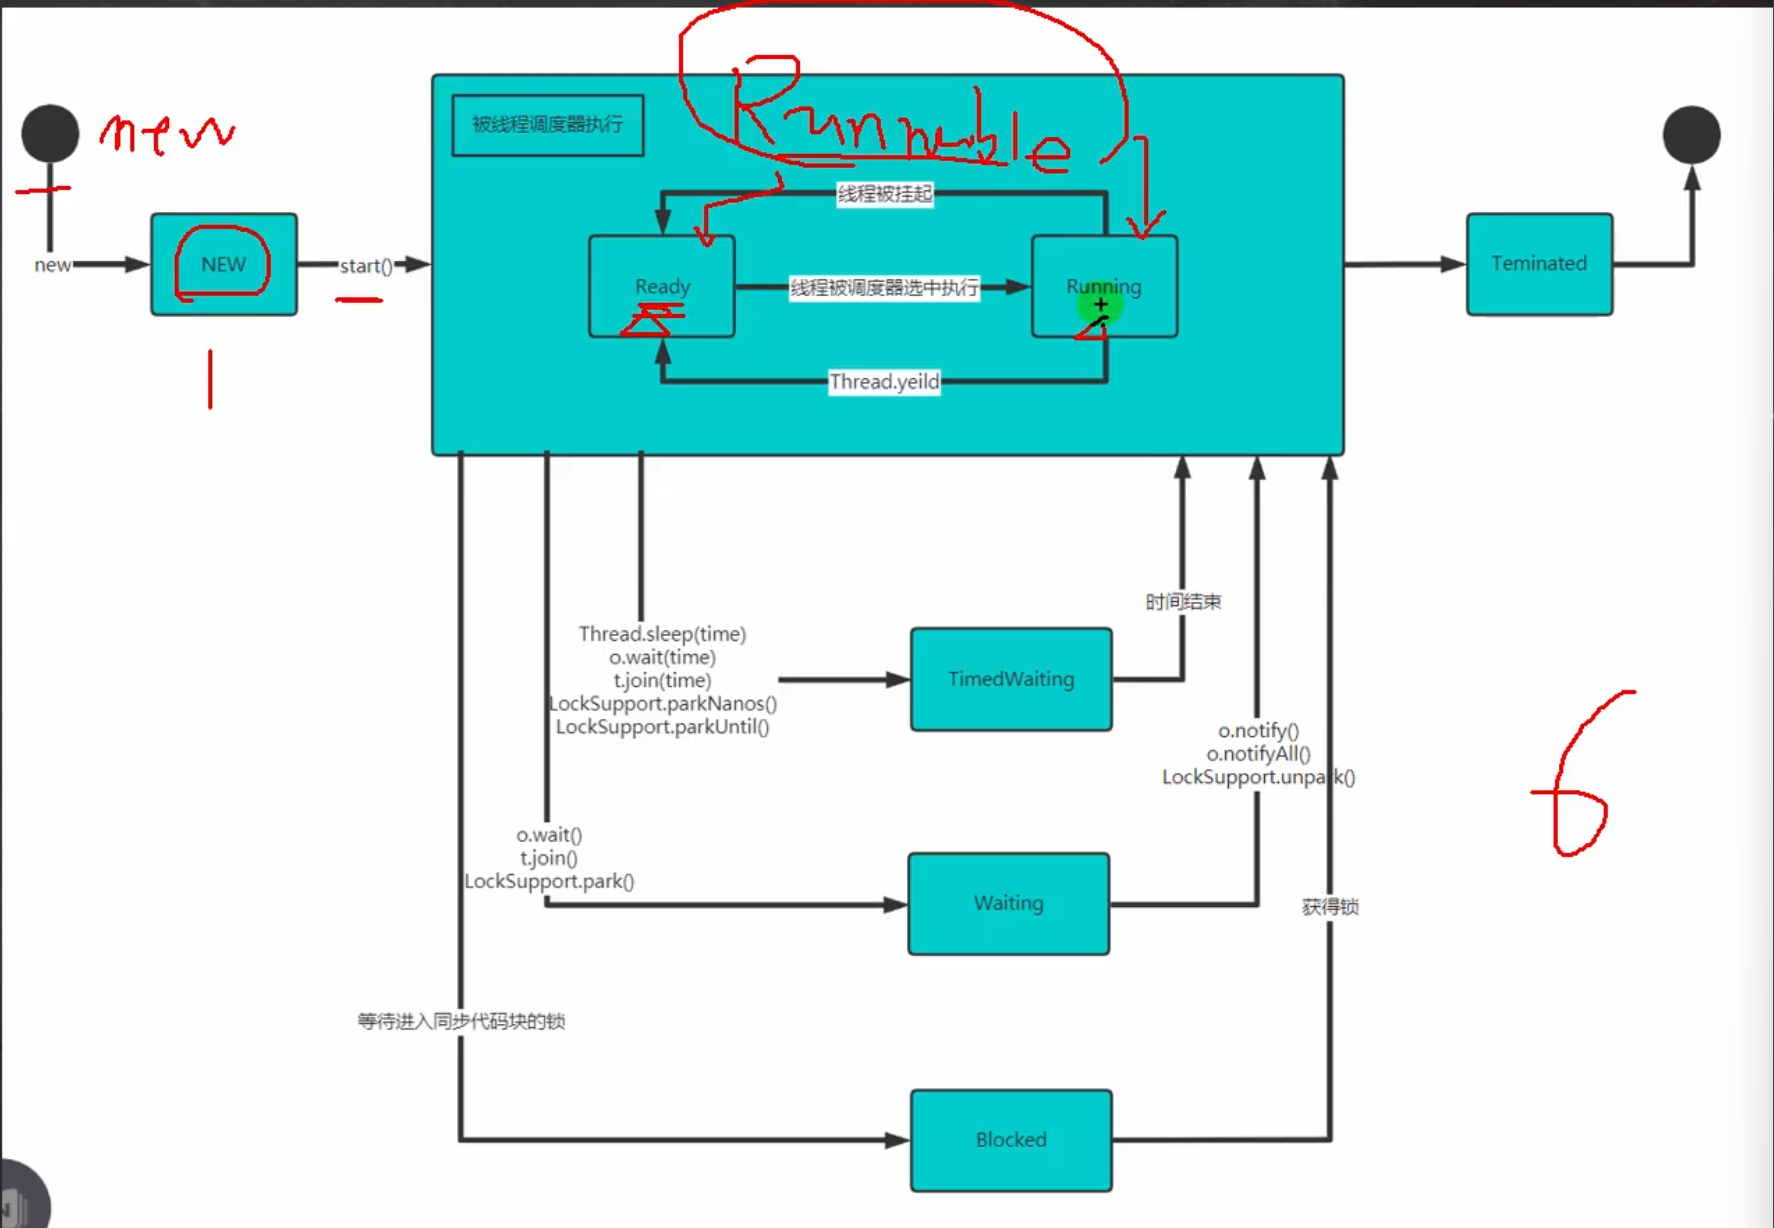 new
Runnable
被线程调度器执行
线程被挂起
new
NEW
start()
Ready
线程被调度器选中执行
Running
Teminated
1
Thread.yeild
时间结束
Thread.sleep(time)
o.wait(time)
t.join(time)
LockSupport.parkNanos()
LockSupport.parkUntil()
TimedWaiting
o.notify()
o.notifyAll()
LockSupport.unpark()
6
o.wait()
t.join()
LockSupport.park()
Waiting
获得锁
等待进入同步代码块的锁
Blocked